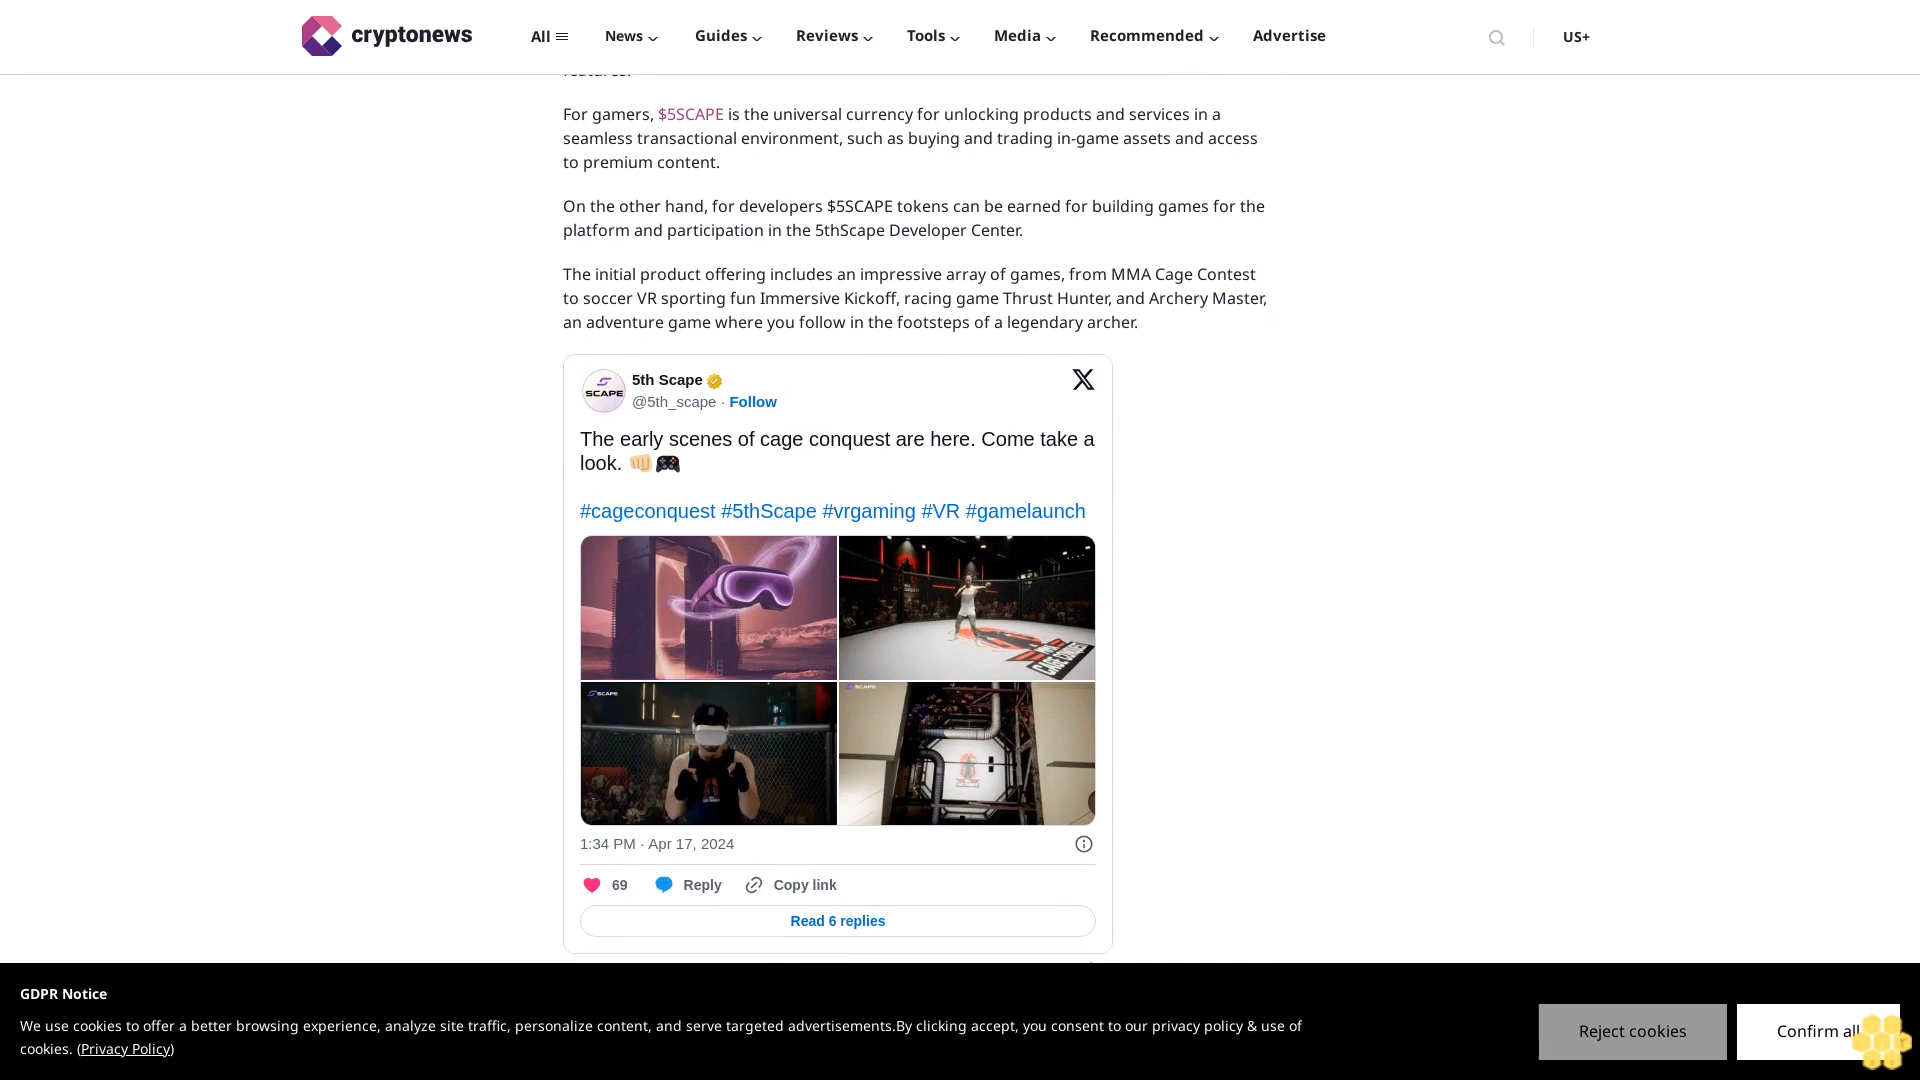 cryptonews
All
News
Guides
Reviews
Tools
Media
Recommended
Advertise
US+
For gamers, $5SCAPE is the universal currency for unlocking products and services in a
seamless transactional environment, such as buying and trading in-game assets and access
to premium content.
On the other hand, for developers $5SCAPE tokens can be earned for building games for the
platform and participation in the 5thScape Developer Center.
The initial product offering includes an impressive array of games, from MMA Cage Contest
to soccer VR sporting fun Immersive Kickoff, racing game Thrust Hunter, and Archery Master,
an adventure game where you follow in the footsteps of a legendary archer.
SCAPE
5th Scape
@5th_scape · Follow
The early scenes of cage conquest are here. Come take a
look. 👊🏼🎮
#cageconquest #5thScape #vrgaming #VR #gamelaunch
SCAPE
SCAPE
1:34 PM · Apr 17, 2024
69
Reply
Copy link
Read 6 replies
GDPR Notice
We use cookies to offer a better browsing experience, analyze site traffic, personalize content, and serve targeted advertisements.By clicking accept, you consent to our privacy policy & use of
cookies. (Privacy Policy)
Reject cookies
Confirm all